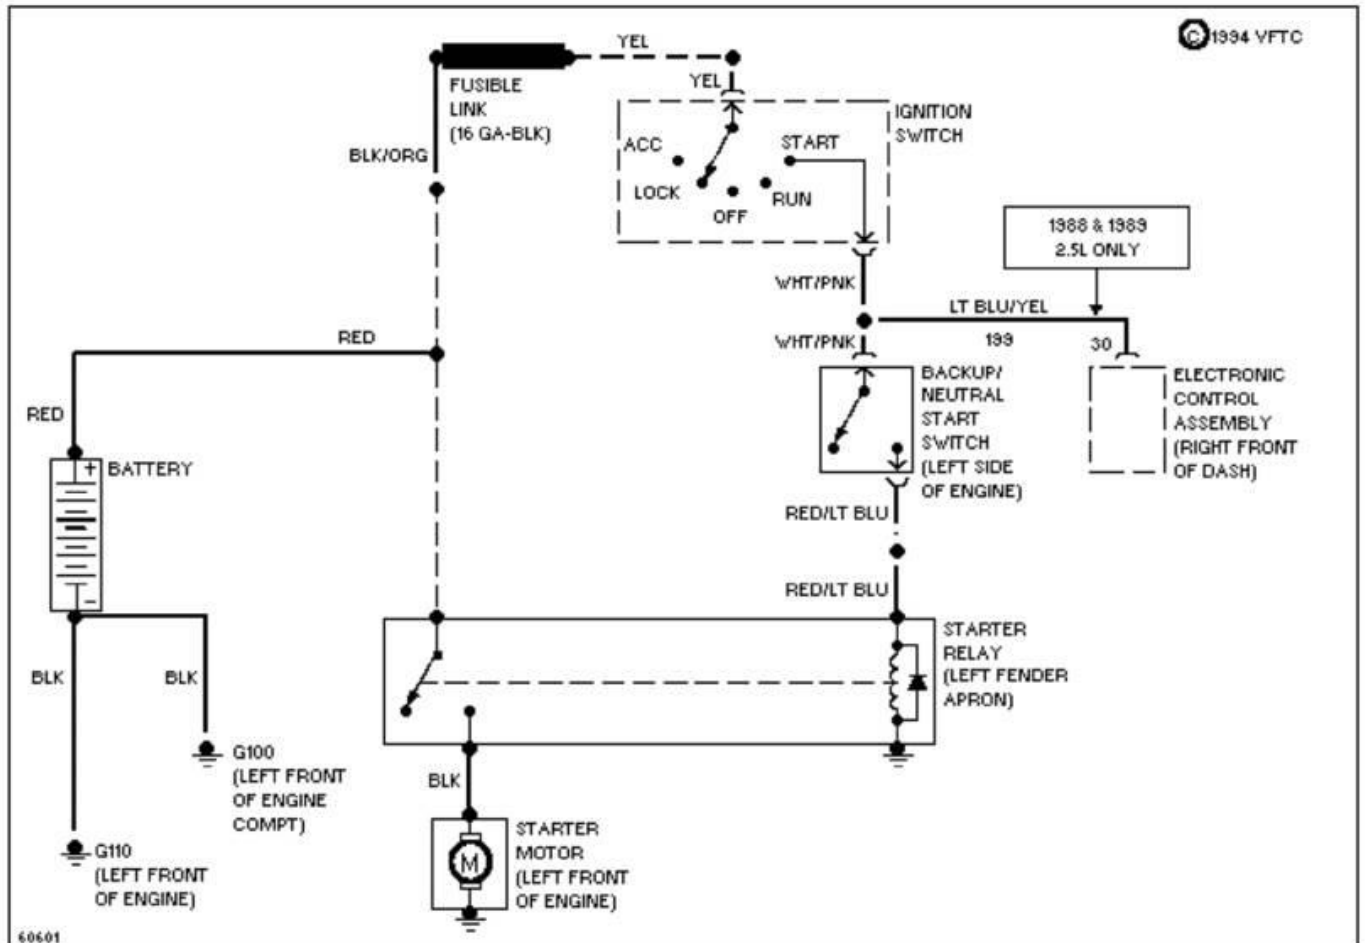 © 1994 VFTC
YEL
YEL
FUSIBLE
LINK
(16 GA-BLK)
IGNITION
SWITCH
BLK/ORG
ACC
START
LOCK
RUN
OFF
1988 & 1989
2.5L ONLY
WHT/PNK
LT BLU/YEL
199
30
RED
WHT/PNK
BACKUP/
NEUTRAL
START
SWITCH
(LEFT SIDE
OF ENGINE)
ELECTRONIC
CONTROL
ASSEMBLY
(RIGHT FRONT
OF DASH)
RED
+
BATTERY
–
RED/LT BLU
RED/LT BLU
STARTER
RELAY
(LEFT FENDER
APRON)
BLK
BLK
G100
(LEFT FRONT
OF ENGINE
COMPT)
BLK
STARTER
MOTOR
(LEFT FRONT
OF ENGINE)
M
G110
(LEFT FRONT
OF ENGINE)
60601